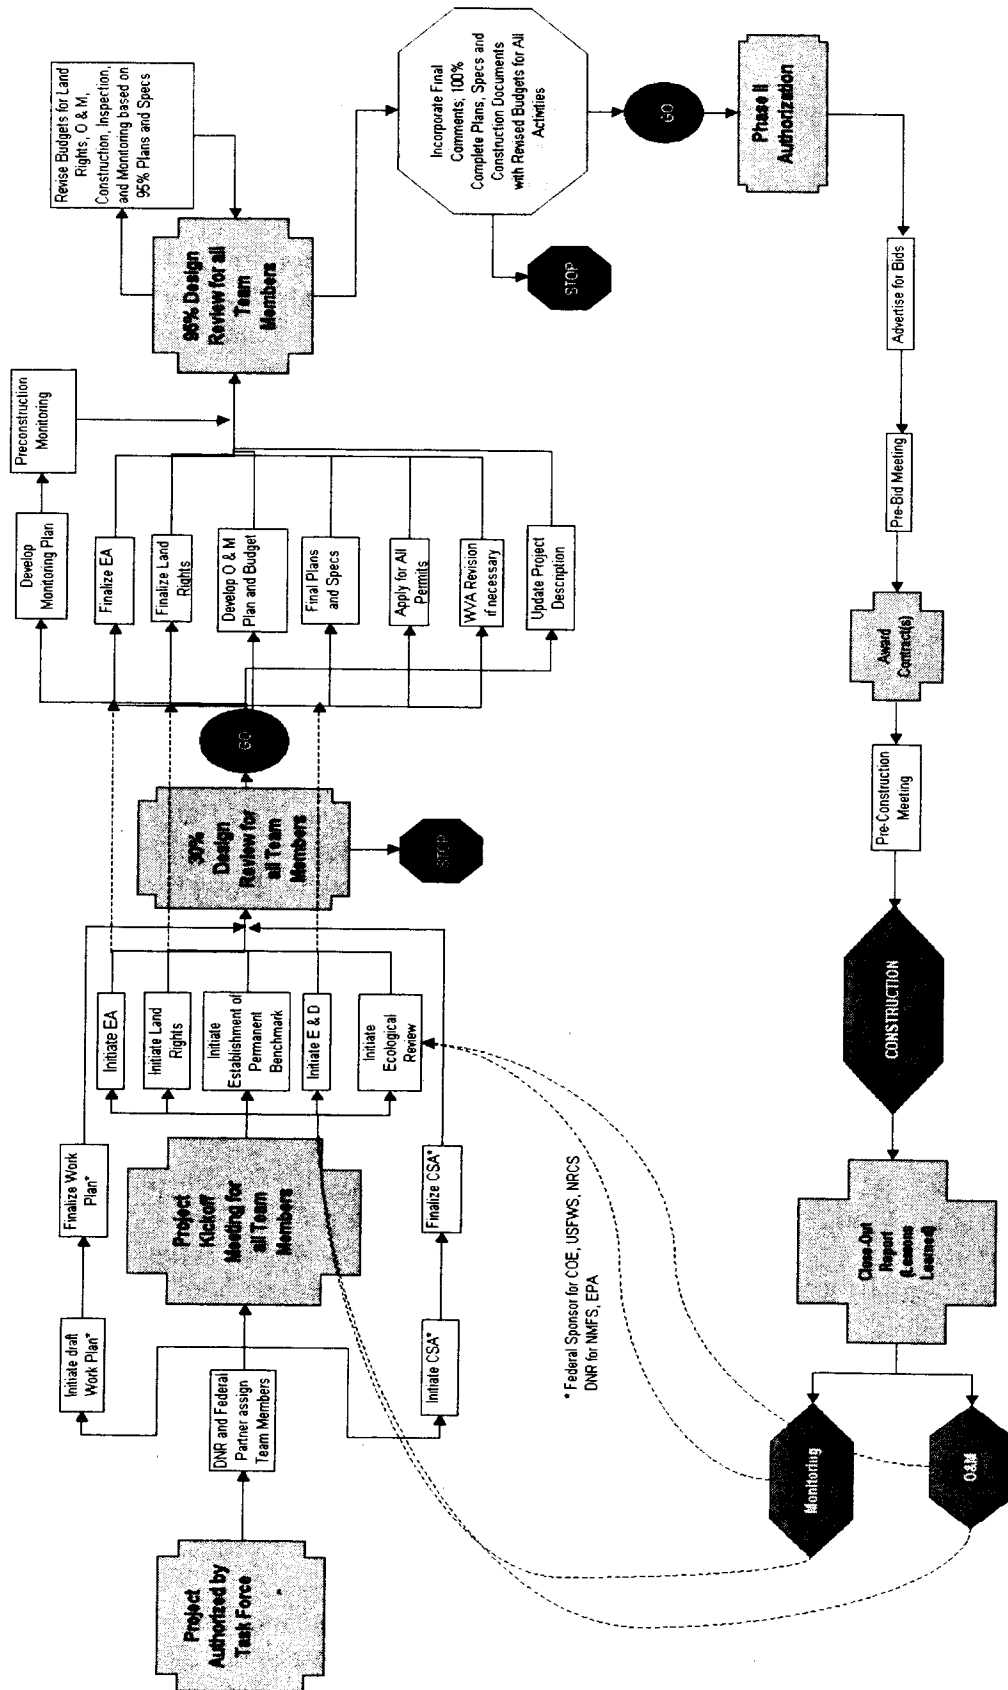 Project
Authorized by
Task Force
DNR and Federal
Partner assign
Team Members
Initiate draft
Work Plan*
Finalize Work
Plan*
Initiate CSA*
Finalize CSA*
Project
Kickoff
Meeting for
all Team
Members
Initiate EA
Initiate Land
Rights
Initiate
Establishment of
Permanent
Benchmark
Initiate E & D
Initiate
Ecological
Review
30%
Design
Review for
all Team
Members
STOP
GO
Develop
Monitoring Plan
Preconstruction
Monitoring
Finalize EA
Finalize Land
Rights
Develop O & M
Plan and Budget
Final Plans
and Specs
Apply for All
Permits
WVA Revision
if necessary
Update Project
Description
95% Design
Review for all
Team
Members
Revise Budgets for Land
Rights, O & M,
Construction, Inspection,
and Monitoring based on
95% Plans and Specs
Incorporate Final
Comments; 100%
Complete Plans, Specs and
Construction Documents
with Revised Budgets for All
Activities
STOP
GO
Phase II
Authorization
Advertise for Bids
Pre-Bid Meeting
Award
Contract(s)
Pre-Construction
Meeting
CONSTRUCTION
Close-Out
Report
(Lessons
Learned)
Monitoring
O&M
* Federal Sponsor for COE, USFWS, NRCS
DNR for NMFS, EPA